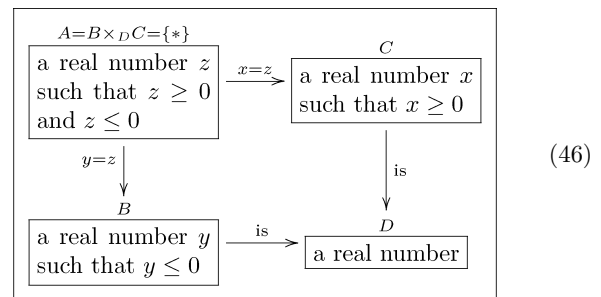 A=B×_D C={*}
a real number z
such that z ≥ 0
and z ≤ 0
x=z
C
a real number x
such that x ≥ 0
y=z
is
(46)
B
a real number y
such that y ≤ 0
is
D
a real number